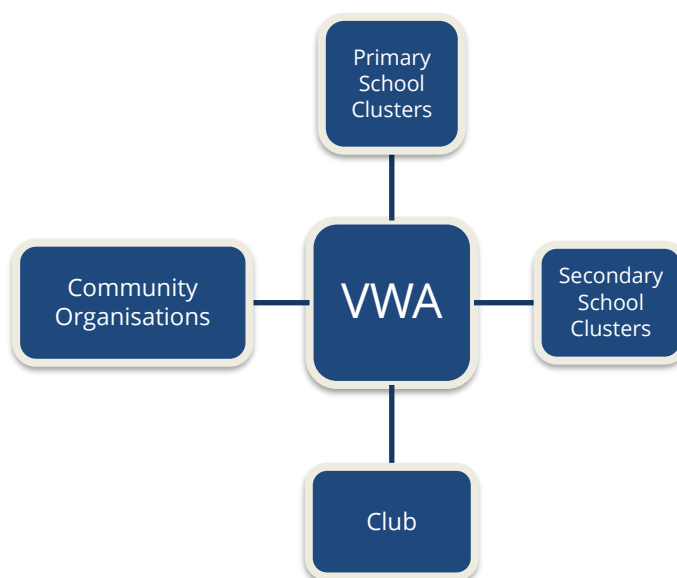 Primary
School
Clusters
Community
Organisations
VWA
Secondary
School
Clusters
Club